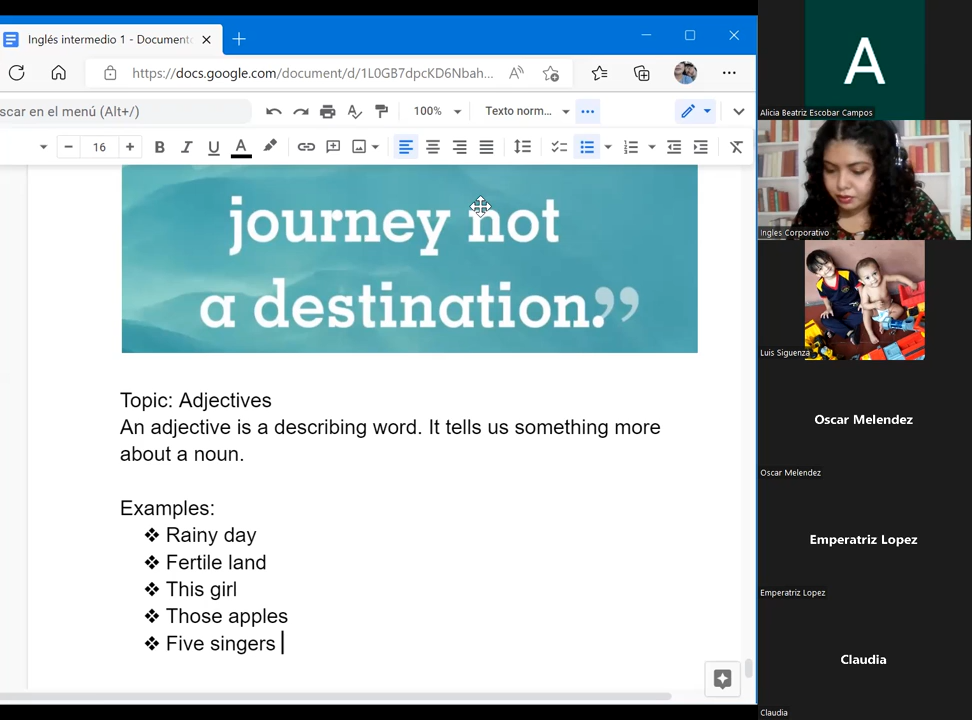 Inglés intermedio 1 - Documento
https://docs.google.com/document/d/1L0GB7dpcKD6Nbah...
scar en el menú (Alt+/)
100%
Texto norm...
16
journey not
a destination.”
Topic: Adjectives
An adjective is a describing word. It tells us something more
about a noun.
Examples:
❖ Rainy day
❖ Fertile land
❖ This girl
❖ Those apples
❖ Five singers
A
Alicia Beatriz Escobar Campos
Ingles Corporativo
Luis Siguenza
Oscar Melendez
Oscar Melendez
Emperatriz Lopez
Emperatriz Lopez
Claudia
Claudia